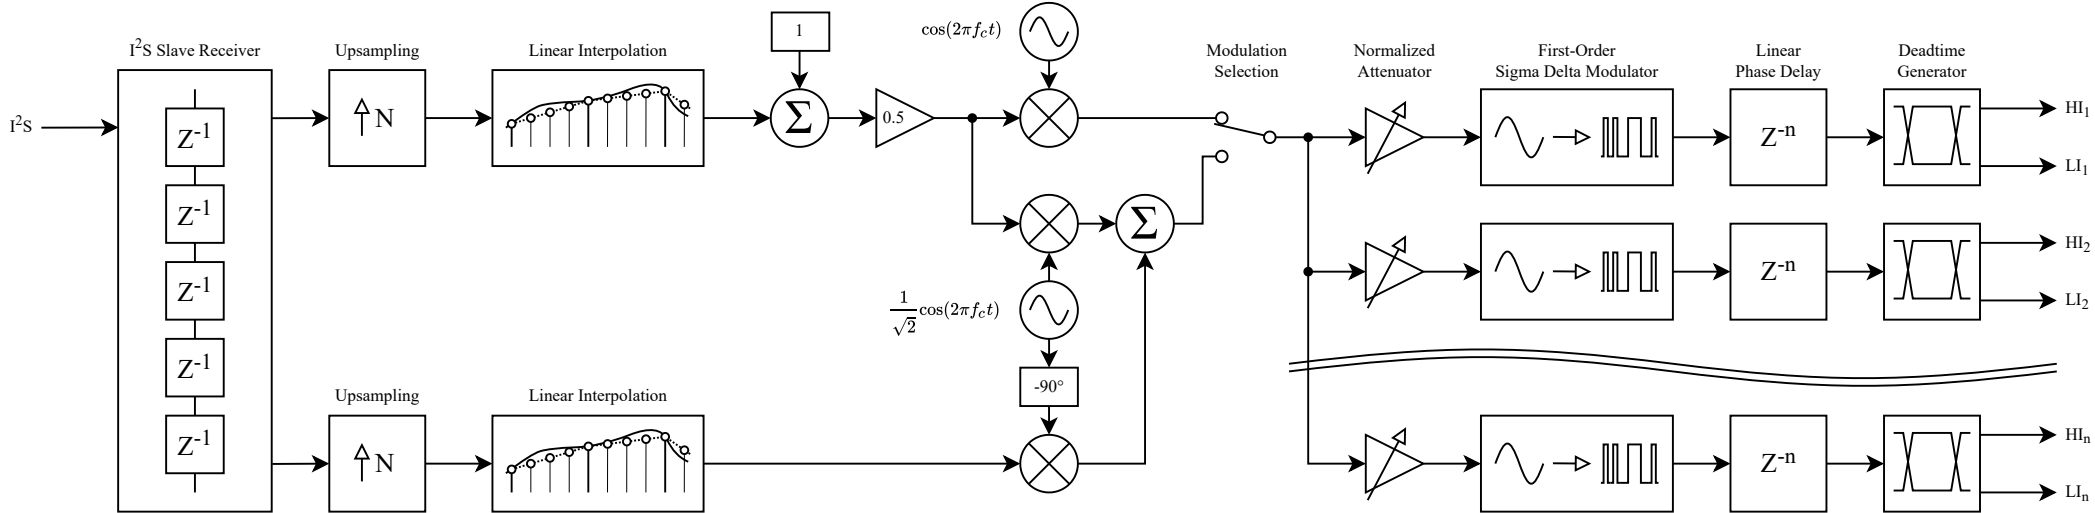 I²S
I²S Slave Receiver
Z⁻¹
Z⁻¹
Z⁻¹
Z⁻¹
Z⁻¹
Upsampling
N
Linear Interpolation
1
Σ
0.5
cos(2πf_c t)
Upsampling
N
Linear Interpolation
Σ
1/√2 cos(2πf_c t)
-90°
Modulation
Selection
Normalized
Attenuator
First-Order
Sigma Delta Modulator
Linear
Phase Delay
Deadtime
Generator
Z⁻ⁿ
HI₁
LI₁
Z⁻ⁿ
HI₂
LI₂
Z⁻ⁿ
HIₙ
LIₙ